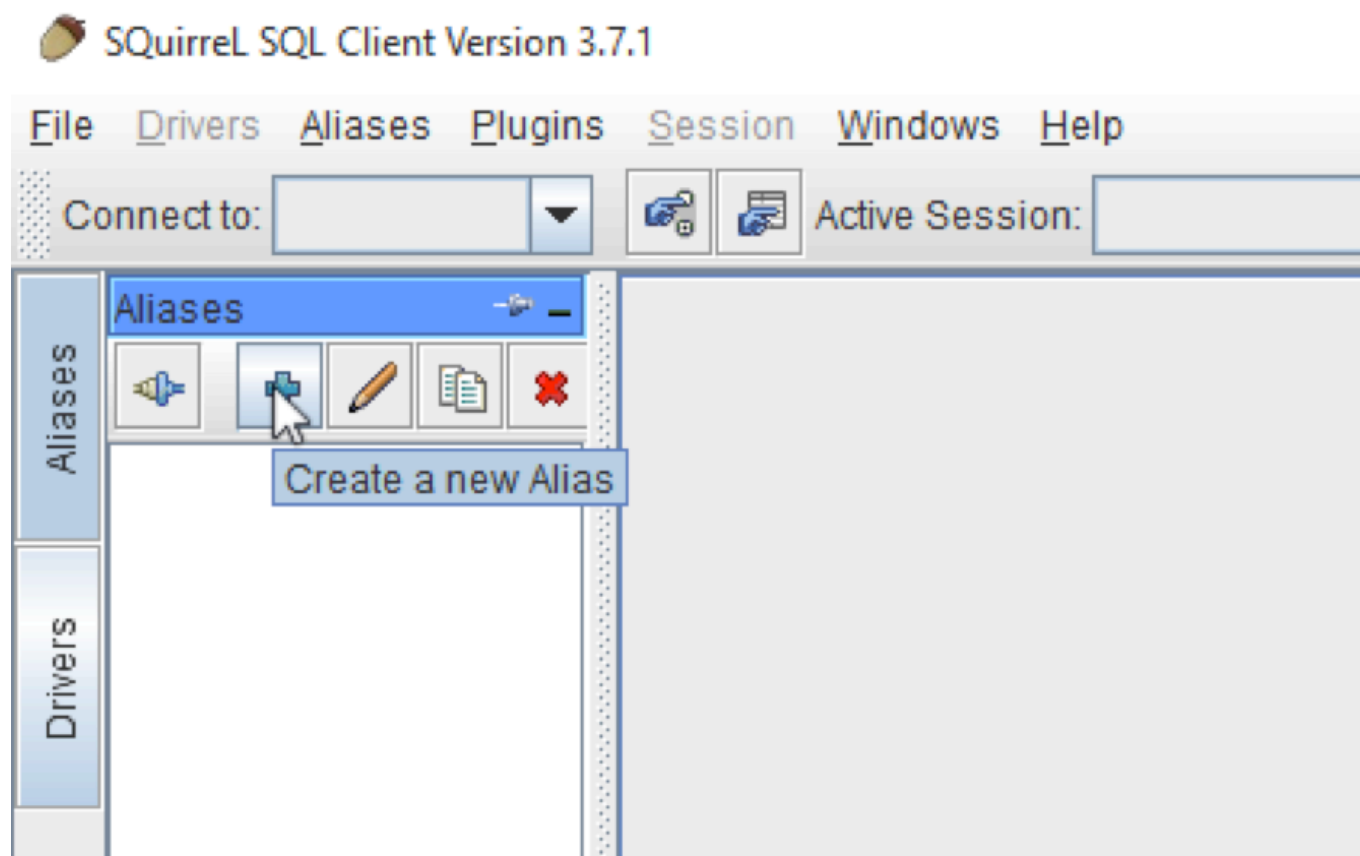 SQuirreL SQL Client Version 3.7.1
File Drivers Aliases Plugins Session Windows Help
Connect to: Active Session:
Aliases
Aliases
Create a new Alias
Drivers